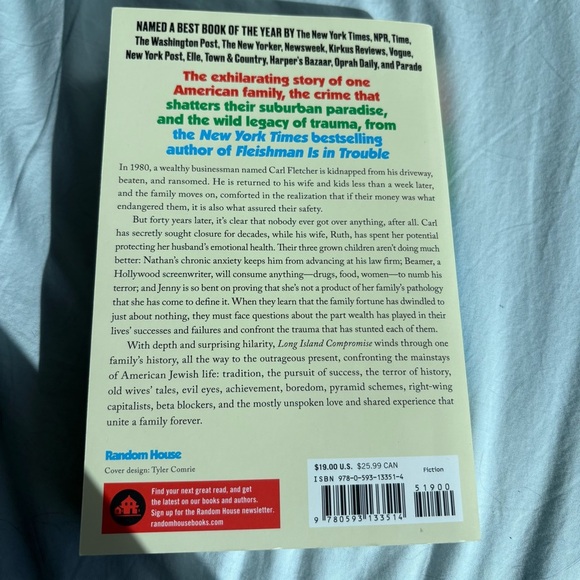 NAMED A BEST BOOK OF THE YEAR BY The New York Times, NPR, Time,
The Washington Post, The New Yorker, Newsweek, Kirkus Reviews, Vogue,
New York Post, Elle, Town & Country, Harper's Bazaar, Oprah Daily, and Parade
The exhilarating story of one
American family, the crime that
shatters their suburban paradise,
and the wild legacy of trauma, from
the New York Times bestselling
author of Fleishman Is in Trouble
In 1980, a wealthy businessman named Carl Fletcher is kidnapped from his driveway,
beaten, and ransomed. He is returned to his wife and kids less than a week later,
and the family moves on, comforted in the realization that if their money was what
endangered them, it is also what assured their safety.
But forty years later, it's clear that nobody ever got over anything, after all. Carl
has secretly sought closure for decades, while his wife, Ruth, has spent her potential
protecting her husband's emotional health. Their three grown children aren't doing much
better: Nathan's chronic anxiety keeps him from advancing at his law firm; Beamer, a
Hollywood screenwriter, will consume anything—drugs, food, women—to numb his
terror; and Jenny is so bent on proving that she's not a product of her family's pathology
that she has come to define it. When they learn that the family fortune has dwindled to
just about nothing, they must face questions about the part wealth has played in their
lives' successes and failures and confront the trauma that has stunted each of them.
With depth and surprising hilarity, Long Island Compromise winds through one
family's history, all the way to the outrageous present, confronting the mainstays
of American Jewish life: tradition, the pursuit of success, the terror of history,
old wives' tales, evil eyes, achievement, boredom, pyramid schemes, right-wing
capitalists, beta blockers, and the mostly unspoken love and shared experience that
unite a family forever.
Random House
Cover design: Tyler Comrie
Find your next great read, and get
the latest on our books and authors.
Sign up for the Random House newsletter.
randomhousebooks.com
$19.00 U.S. $25.99 CAN
Fiction
ISBN 978-0-593-13351-4
51900
9 780593 133514